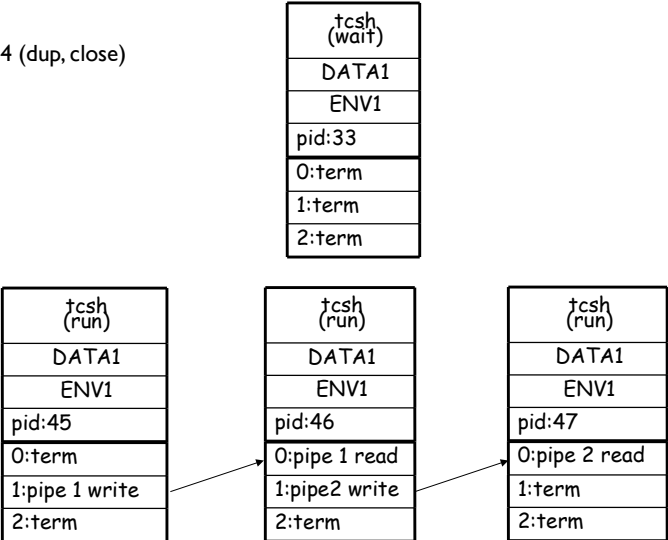 4 (dup, close)
tcsh
(wait)
DATA1
ENV1
pid:33
0:term
1:term
2:term
tcsh
(run)
DATA1
ENV1
pid:45
0:term
1:pipe 1 write
2:term
tcsh
(run)
DATA1
ENV1
pid:46
0:pipe 1 read
1:pipe2 write
2:term
tcsh
(run)
DATA1
ENV1
pid:47
0:pipe 2 read
1:term
2:term